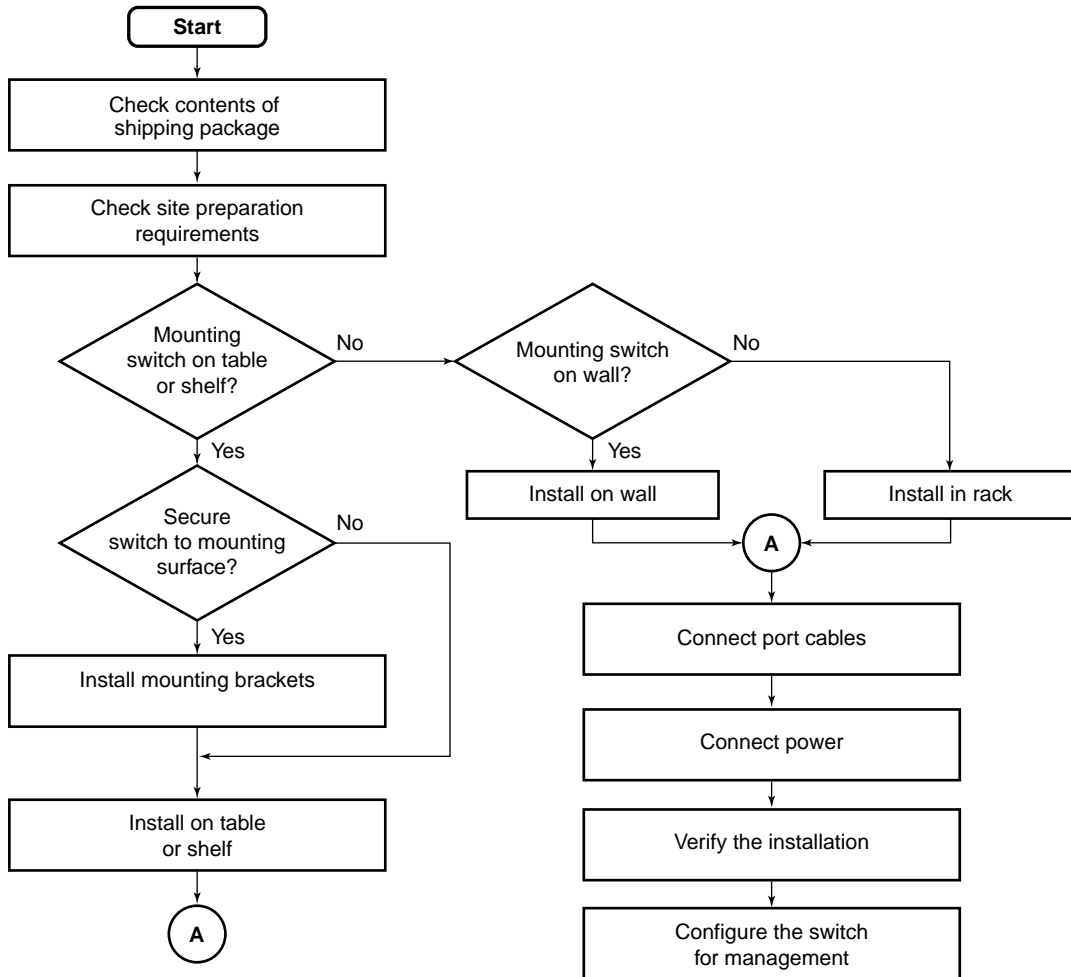 Start
Check contents of
shipping package
Check site preparation
requirements
Mounting
switch on table
or shelf?
No
Mounting switch
on wall?
No
Yes
Yes
Install on wall
Install in rack
Secure
switch to mounting
surface?
No
A
Yes
Connect port cables
Install mounting brackets
Connect power
Install on table
or shelf
Verify the installation
A
Configure the switch
for management